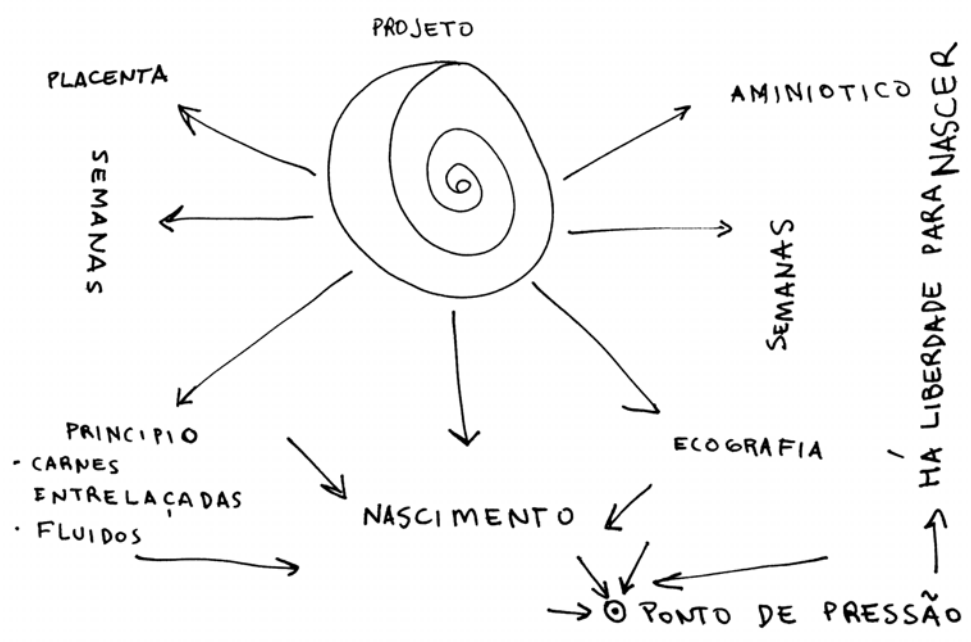 PROJETO
PLACENTA
AMINIOTICO
SEMANAS
SEMANAS
HÁ LIBERDADE PARA NASCER
PRINCIPIO
· CARNES
ENTRELAÇADAS
· FLUIDOS
ECOGRAFIA
NASCIMENTO
PONTO DE PRESSÃO